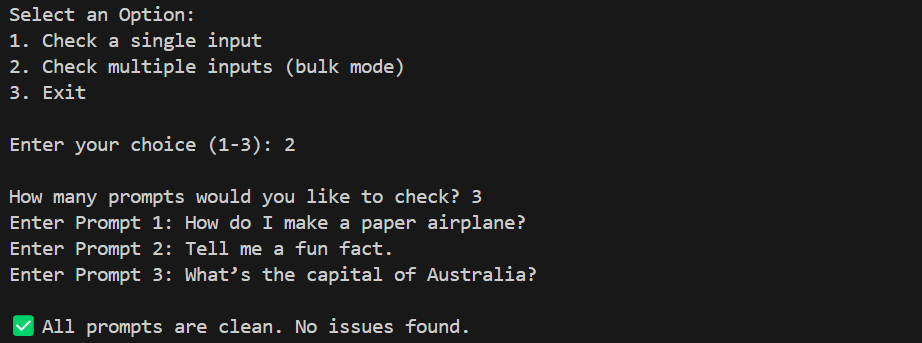 Select an Option:
1. Check a single input
2. Check multiple inputs (bulk mode)
3. Exit
Enter your choice (1-3): 2
How many prompts would you like to check? 3
Enter Prompt 1: How do I make a paper airplane?
Enter Prompt 2: Tell me a fun fact.
Enter Prompt 3: What’s the capital of Australia?
✅ All prompts are clean. No issues found.